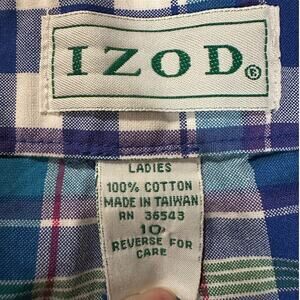 IZOD®
LADIES
100% COTTON
MADE IN TAIWAN
RN 36543
10
REVERSE FOR
CARE